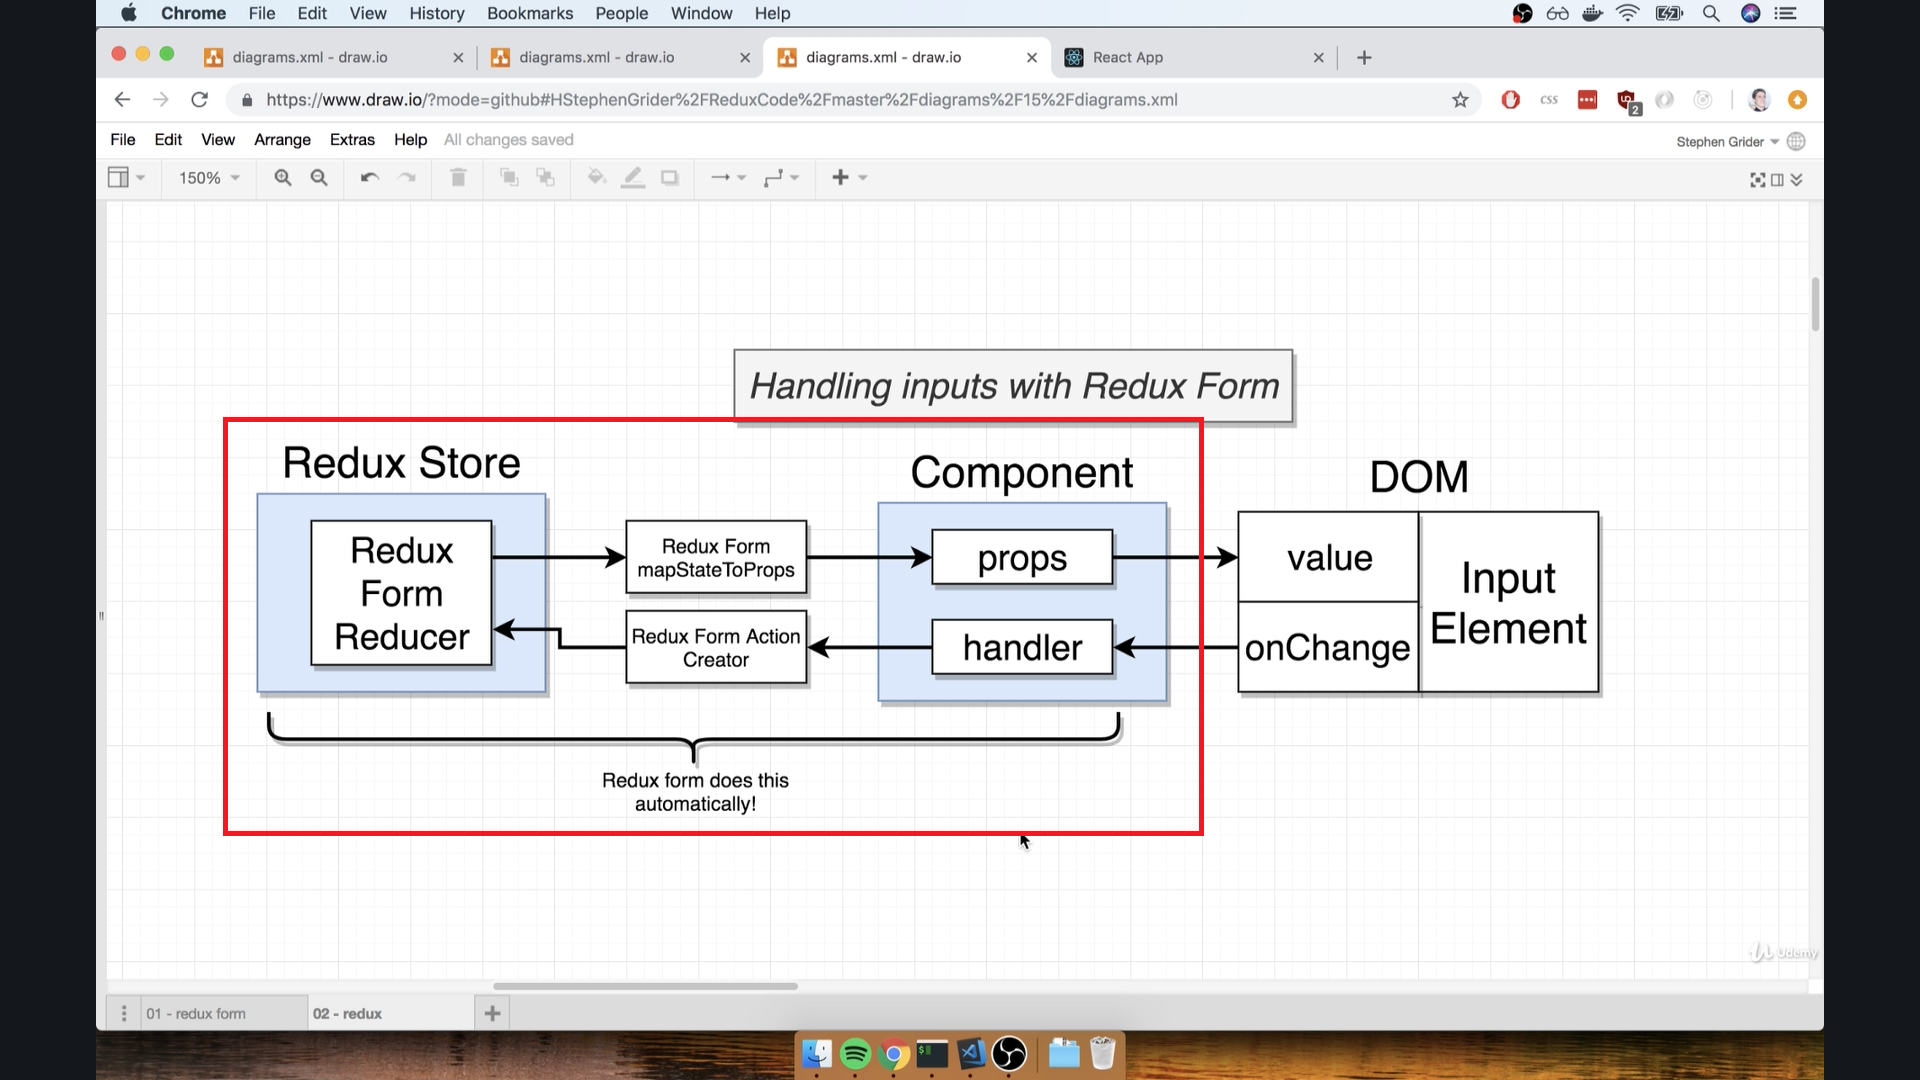 Chrome File Edit View History Bookmarks People Window Help
diagrams.xml - draw.io
diagrams.xml - draw.io
diagrams.xml - draw.io
React App
https://www.draw.io/?mode=github#HStephenGrider%2FReduxCode%2Fmaster%2Fdiagrams%2F15%2Fdiagrams.xml
CSS
2
File Edit View Arrange Extras Help All changes saved
Stephen Grider
150%
Handling inputs with Redux Form
Redux Store
Component
DOM
Redux
Form
Reducer
Redux Form
mapStateToProps
props
value
Input
Element
Redux Form Action
Creator
handler
onChange
Redux form does this
automatically!
Udemy
01 - redux form
02 - redux